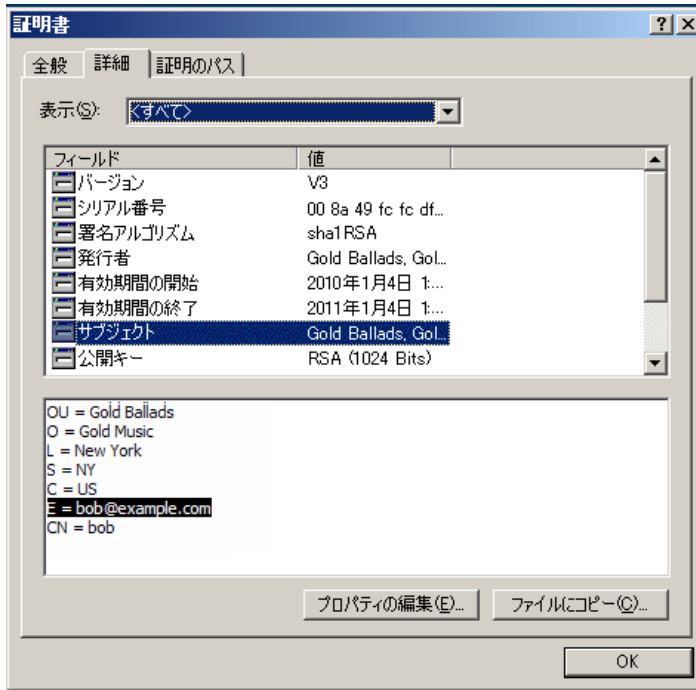 証明書
全般 詳細 証明のパス
表示(S): <すべて>
フィールド 値
バージョン V3
シリアル番号 00 8a 49 fc fc df...
署名アルゴリズム sha1RSA
発行者 Gold Ballads, Gol...
有効期間の開始 2010年1月4日 1:...
有効期間の終了 2011年1月4日 1:...
サブジェクト Gold Ballads, Gol...
公開キー RSA (1024 Bits)
OU = Gold Ballads
O = Gold Music
L = New York
S = NY
C = US
E = bob@example.com
CN = bob
プロパティの編集(E)... ファイルにコピー(C)...
OK